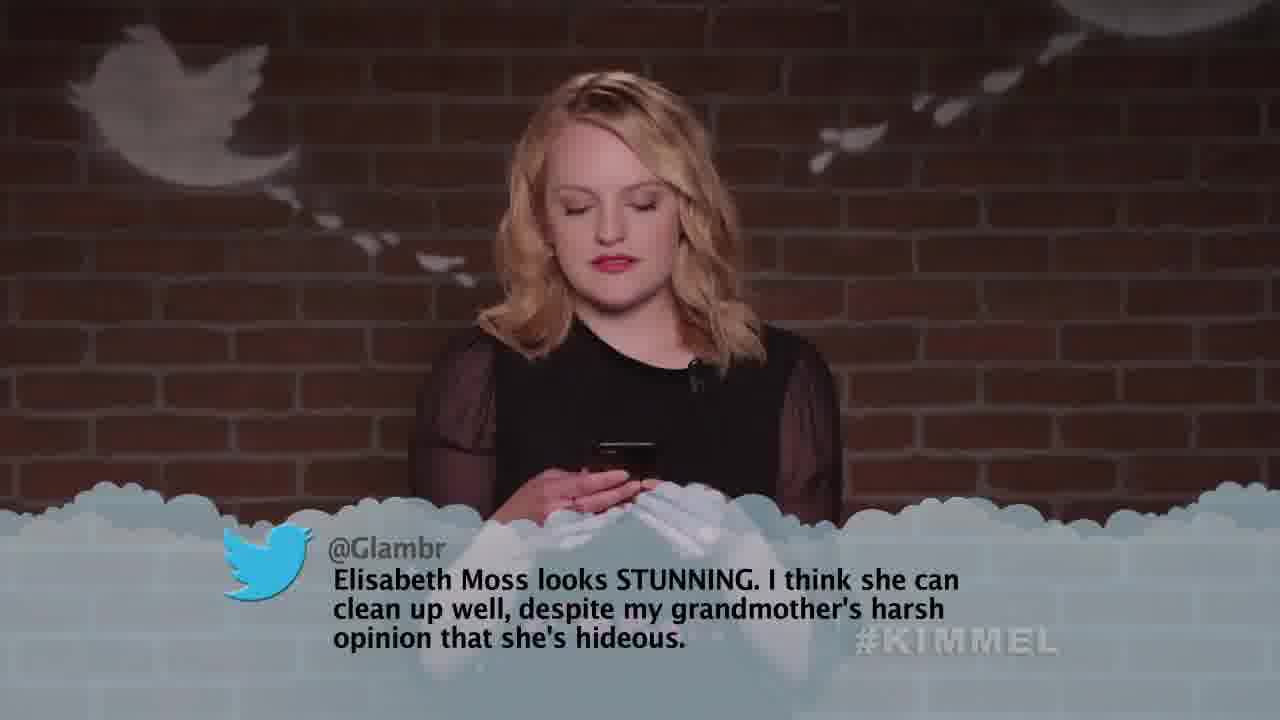 @Glambr
Elisabeth Moss looks STUNNING. I think she can
clean up well, despite my grandmother's harsh
opinion that she's hideous.
#KIMMEL